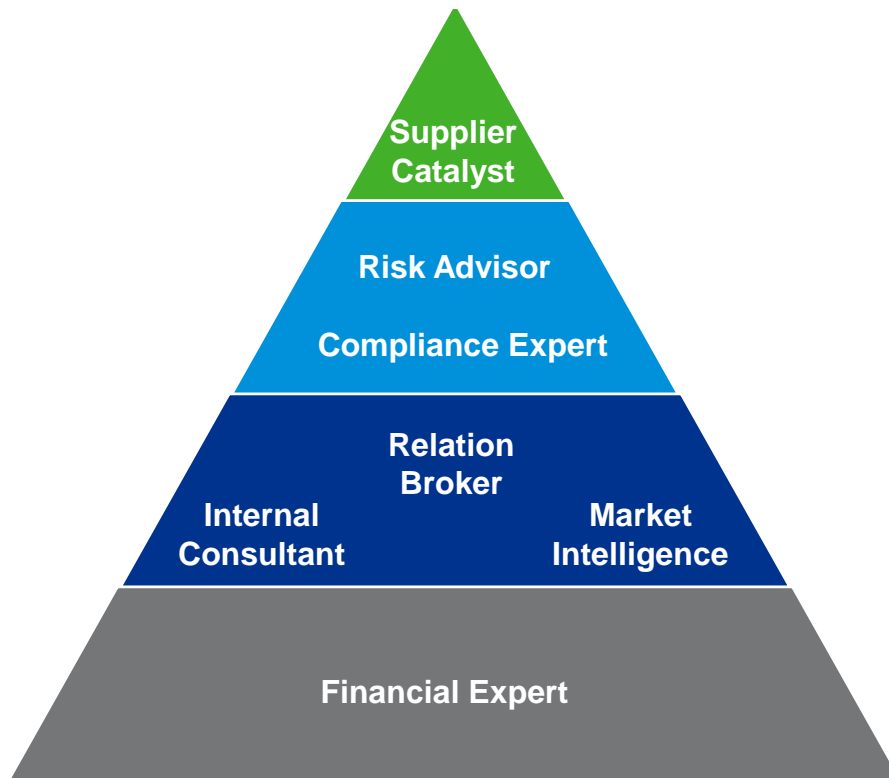 Supplier
Catalyst
Risk Advisor
Compliance Expert
Relation
Broker
Internal
Consultant
Market
Intelligence
Financial Expert